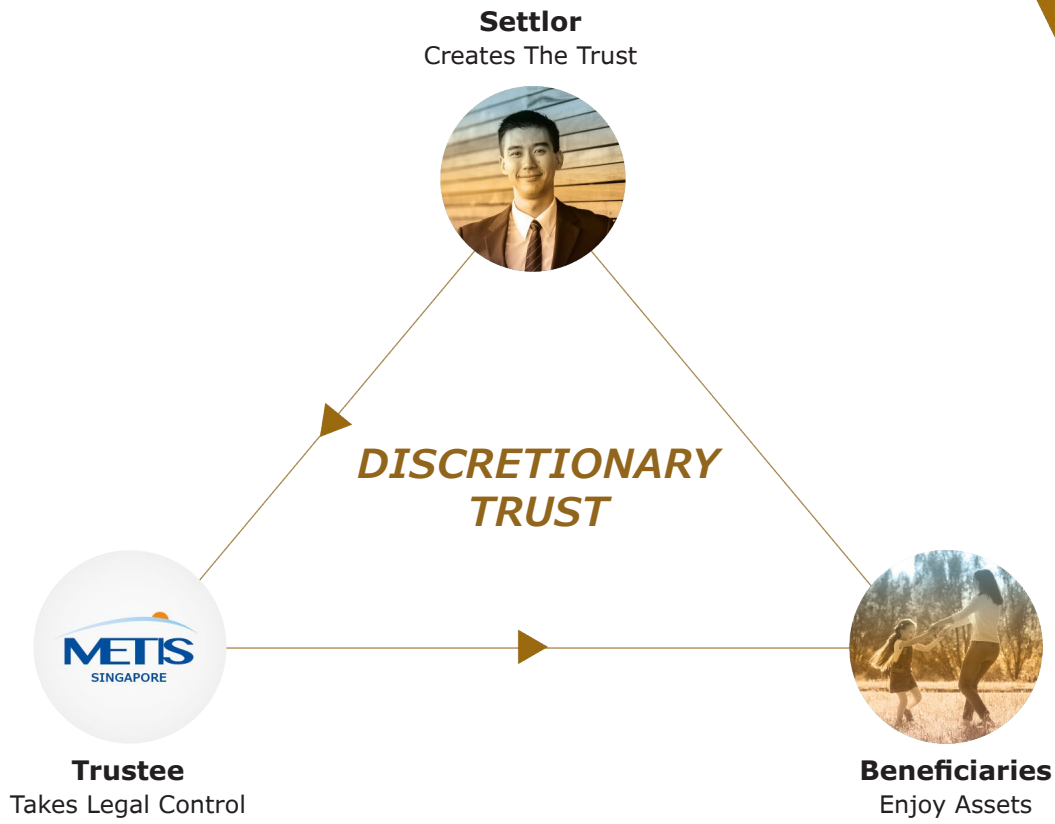 Settlor
Creates The Trust
DISCRETIONARY
TRUST
METIS
SINGAPORE
Trustee
Takes Legal Control
Beneficiaries
Enjoy Assets